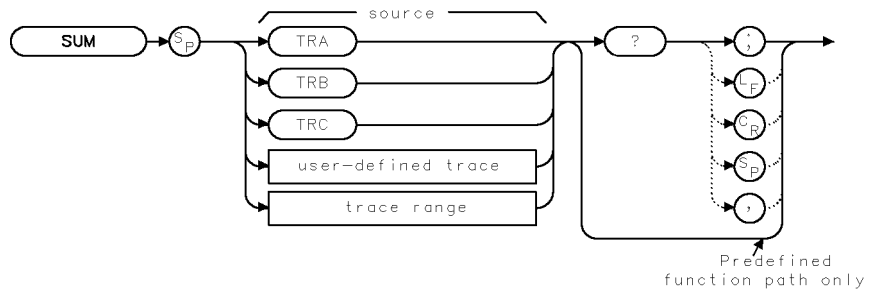 source
SUM SP TRA ? ;
TRB LF
TRC CR
user-defined trace SP
trace range ,
Predefined
function path only